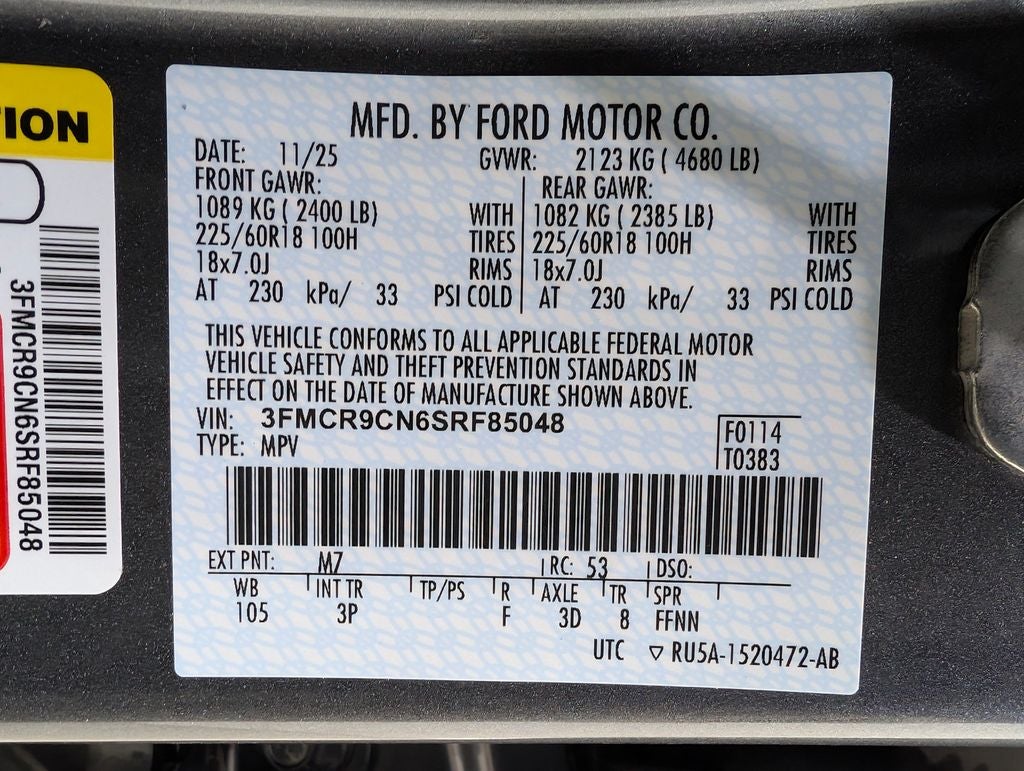 TION
3FMCR9CN6SRF85048
MFD. BY FORD MOTOR CO.
DATE: 11/25 GVWR: 2123 KG ( 4680 LB)
FRONT GAWR: REAR GAWR:
1089 KG ( 2400 LB) WITH 1082 KG ( 2385 LB) WITH
225/60R18 100H TIRES 225/60R18 100H TIRES
18x7.0J RIMS 18x7.0J RIMS
AT 230 kPa/ 33 PSI COLD AT 230 kPa/ 33 PSI COLD
THIS VEHICLE CONFORMS TO ALL APPLICABLE FEDERAL MOTOR
VEHICLE SAFETY AND THEFT PREVENTION STANDARDS IN
EFFECT ON THE DATE OF MANUFACTURE SHOWN ABOVE.
VIN: 3FMCR9CN6SRF85048
TYPE: MPV
F0114
T0383
EXT PNT: M7 RC: 53 DSO:
WB INT TR TP/PS R AXLE TR SPR
105 3P F 3D 8 FFNN
UTC ▽ RU5A-1520472-AB